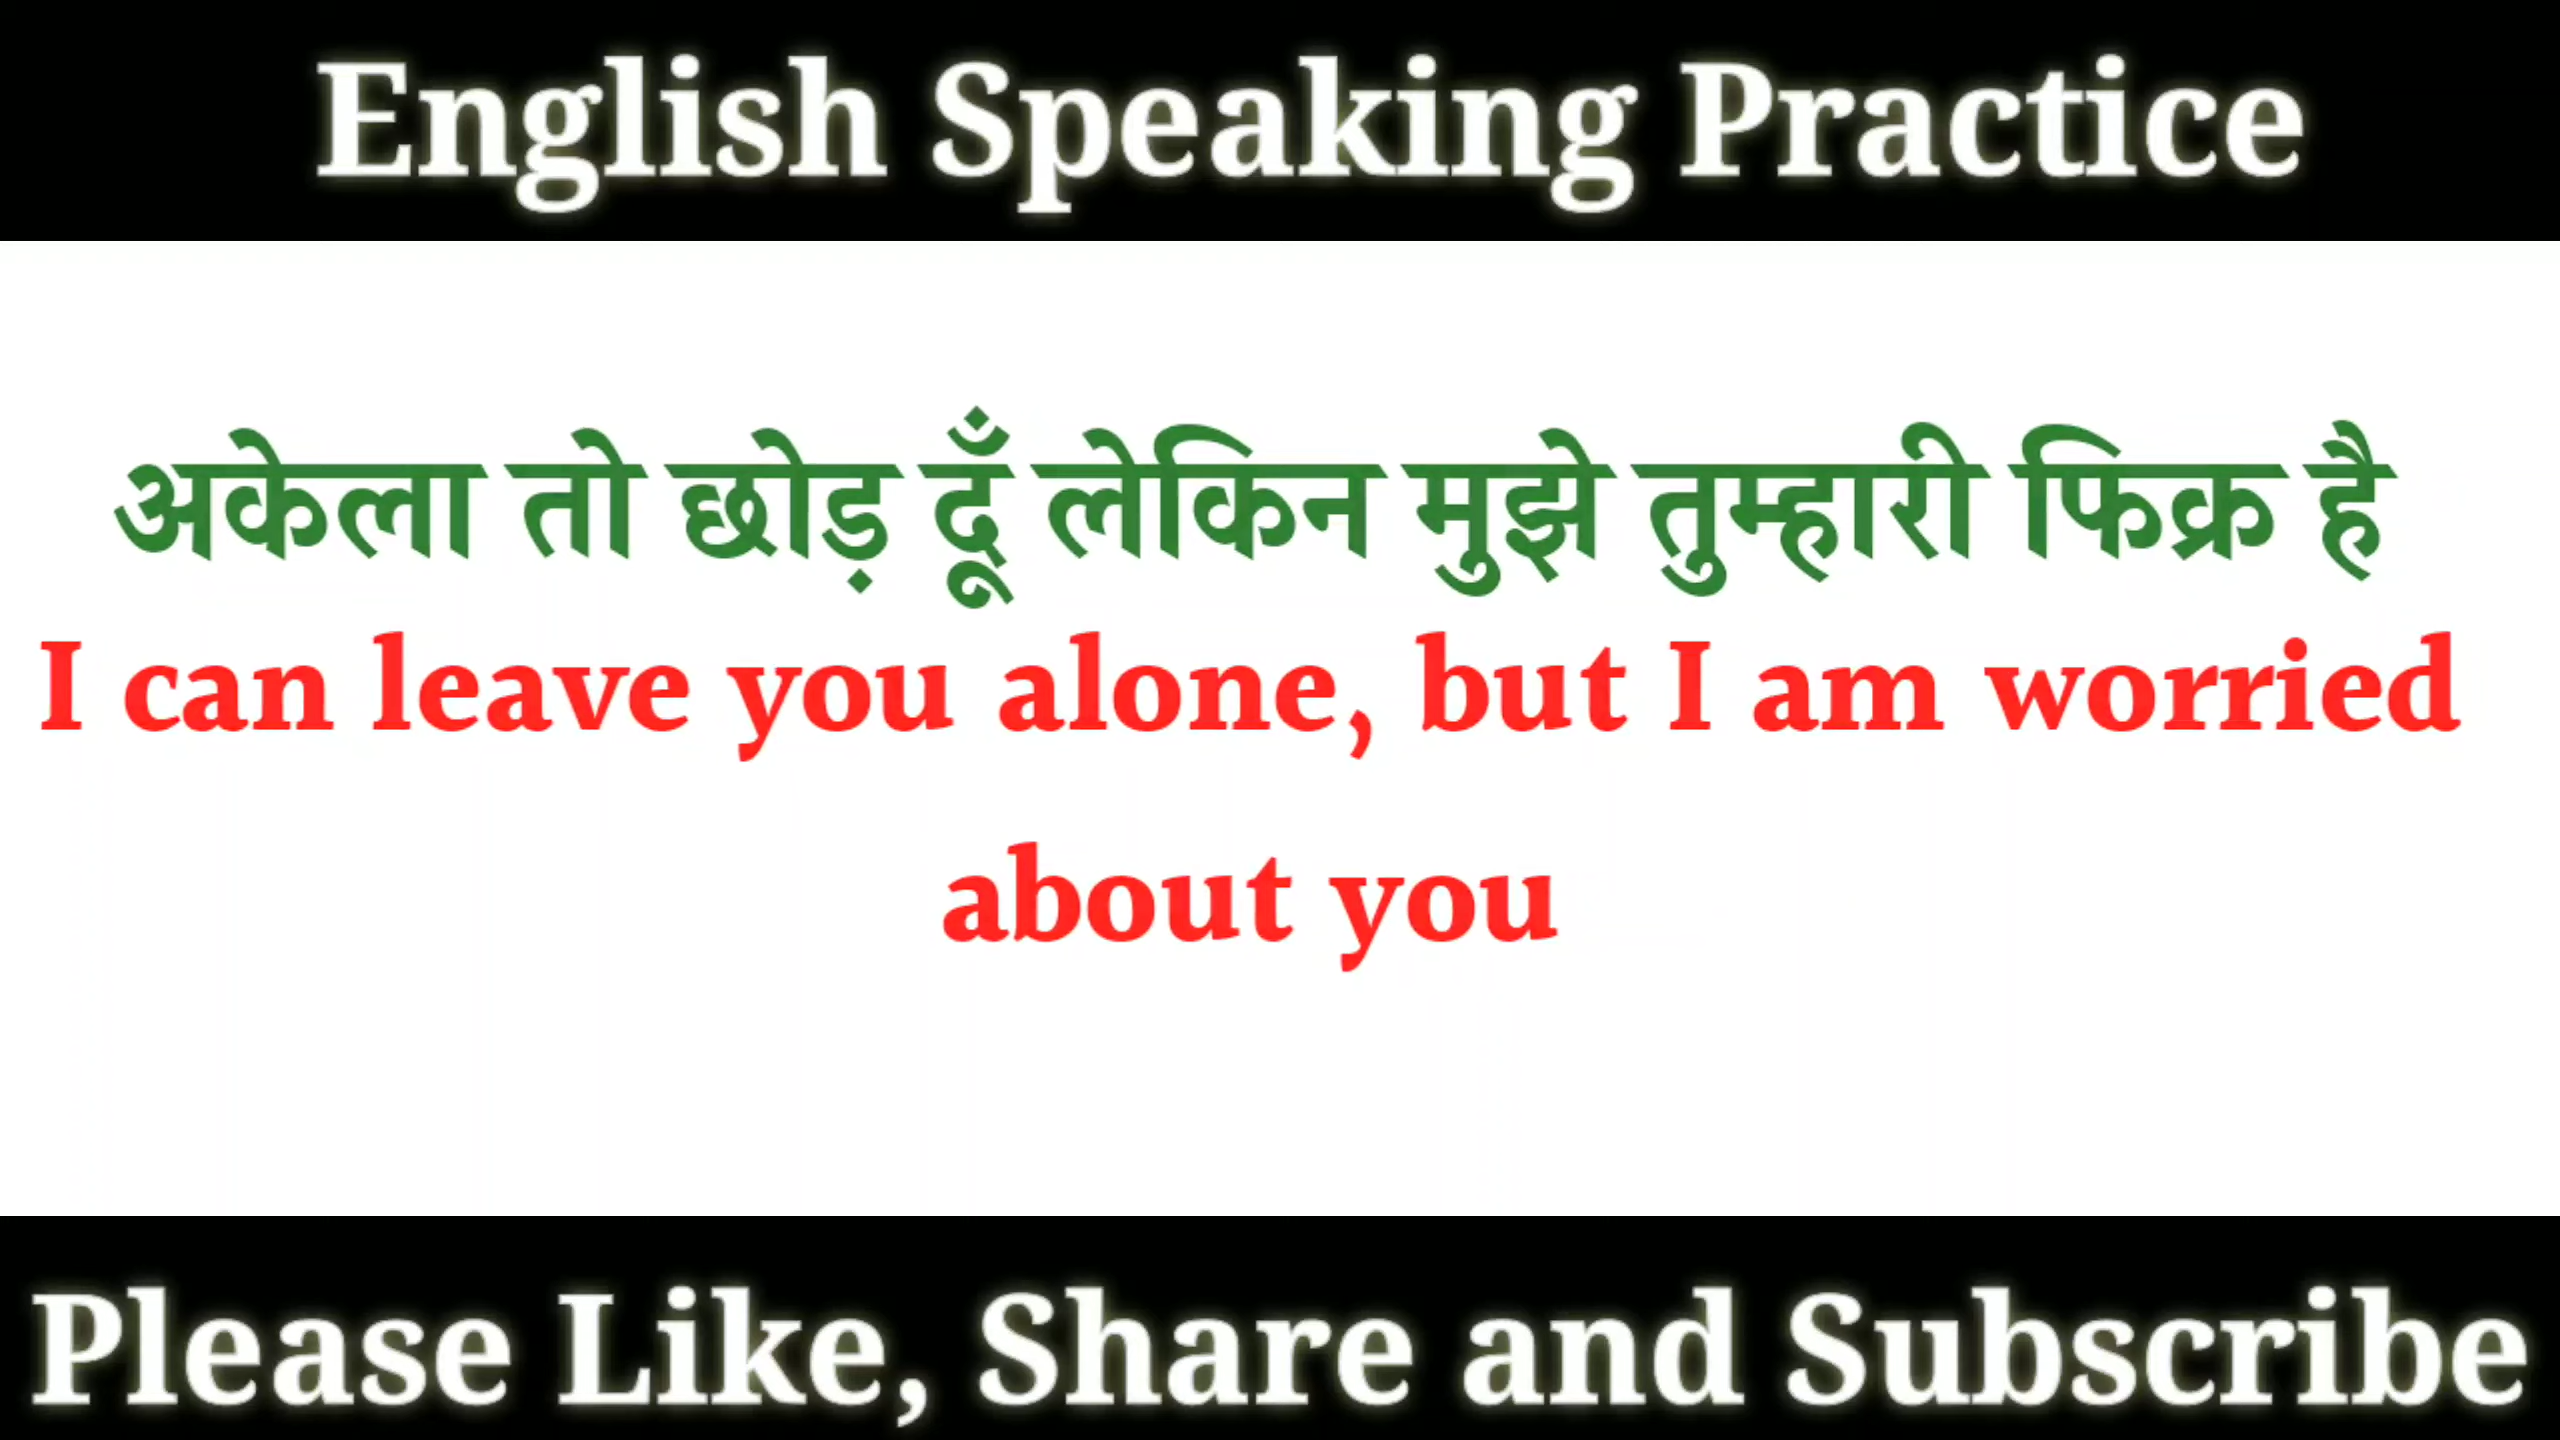 English Speaking Practice
अकेला तो छोड़ दूँ लेकिन मुझे तुम्हारी फिक्र है
I can leave you alone, but I am worried
about you
Please Like, Share and Subscribe